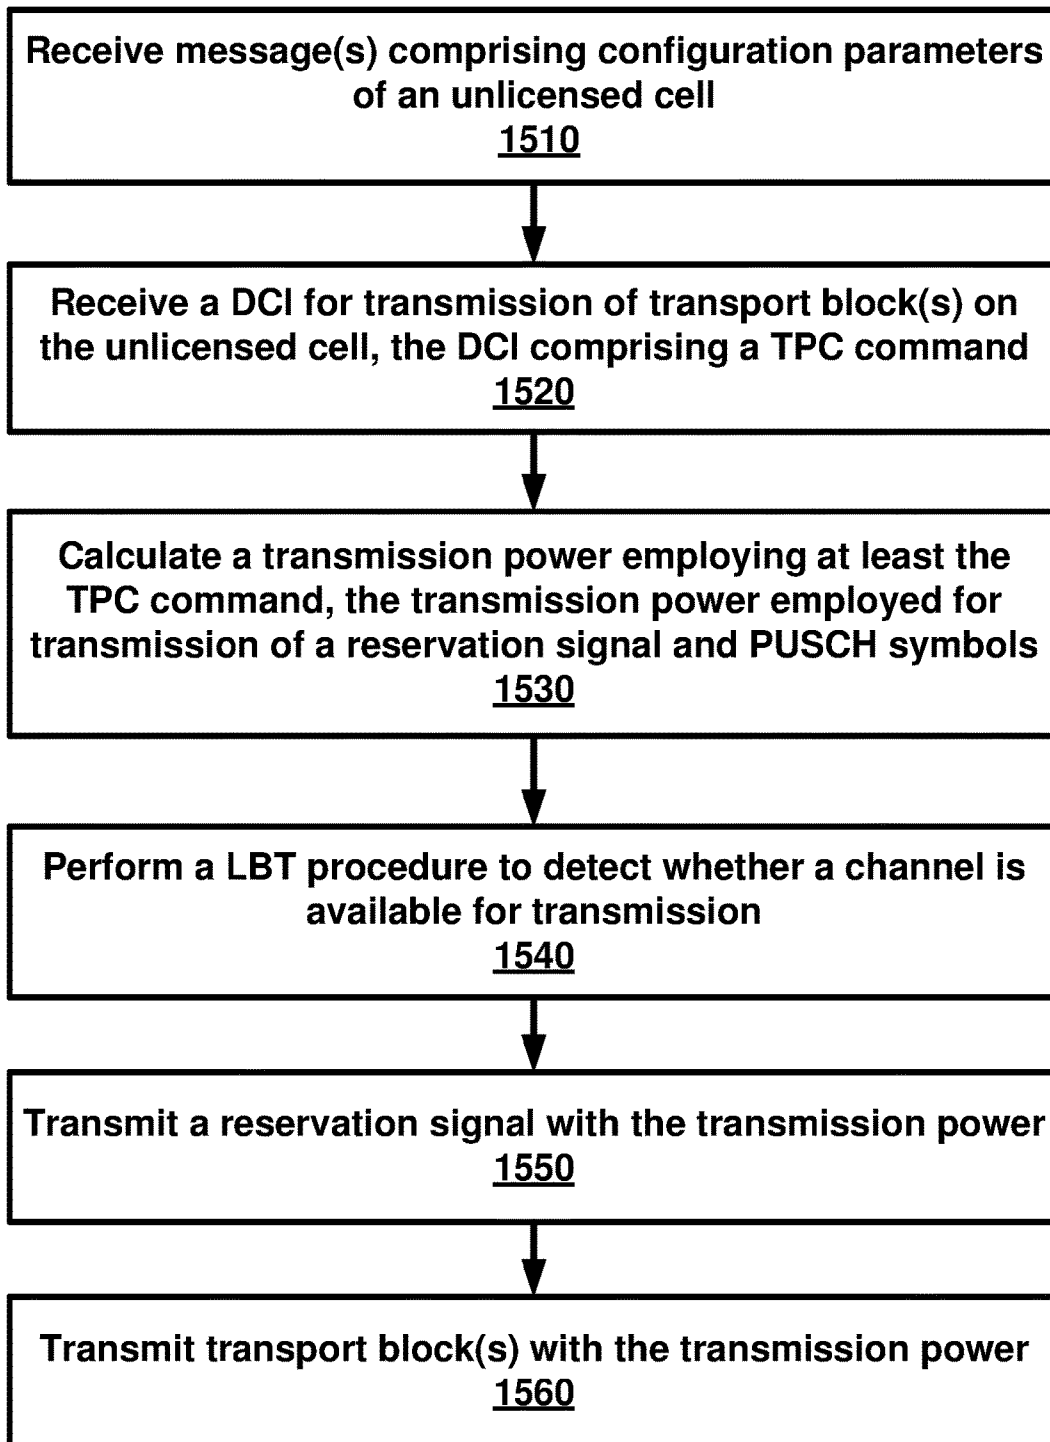 Receive message(s) comprising configuration parameters
of an unlicensed cell
1510
Receive a DCI for transmission of transport block(s) on
the unlicensed cell, the DCI comprising a TPC command
1520
Calculate a transmission power employing at least the
TPC command, the transmission power employed for
transmission of a reservation signal and PUSCH symbols
1530
Perform a LBT procedure to detect whether a channel is
available for transmission
1540
Transmit a reservation signal with the transmission power
1550
Transmit transport block(s) with the transmission power
1560